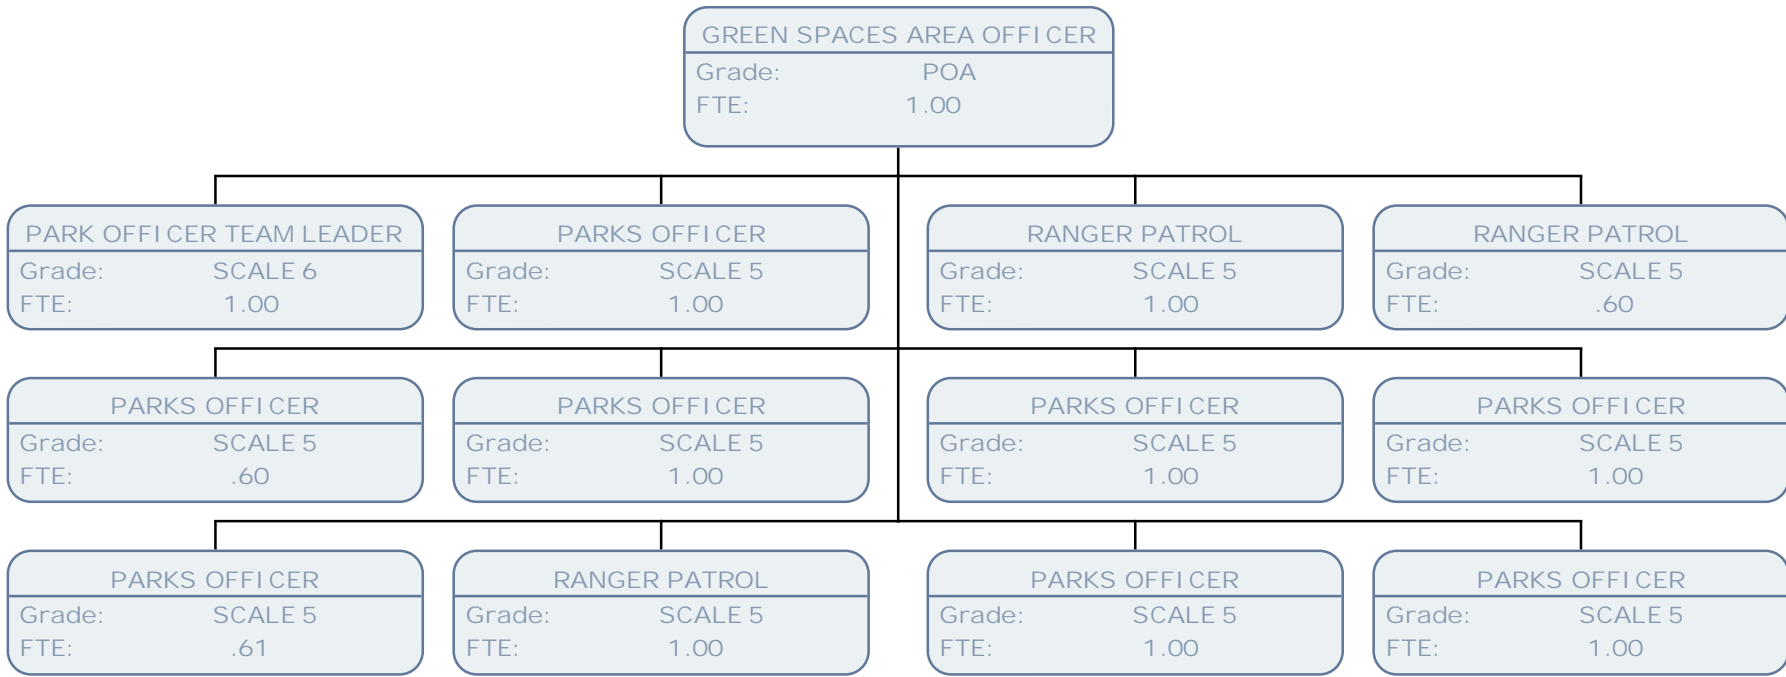 GREEN SPACES AREA OFFICER
Grade: POA
FTE: 1.00
PARK OFFICER TEAM LEADER
Grade: SCALE 6
FTE: 1.00
PARKS OFFICER
Grade: SCALE 5
FTE: 1.00
RANGER PATROL
Grade: SCALE 5
FTE: 1.00
RANGER PATROL
Grade: SCALE 5
FTE: .60
PARKS OFFICER
Grade: SCALE 5
FTE: .60
PARKS OFFICER
Grade: SCALE 5
FTE: 1.00
PARKS OFFICER
Grade: SCALE 5
FTE: 1.00
PARKS OFFICER
Grade: SCALE 5
FTE: 1.00
PARKS OFFICER
Grade: SCALE 5
FTE: .61
RANGER PATROL
Grade: SCALE 5
FTE: 1.00
PARKS OFFICER
Grade: SCALE 5
FTE: 1.00
PARKS OFFICER
Grade: SCALE 5
FTE: 1.00